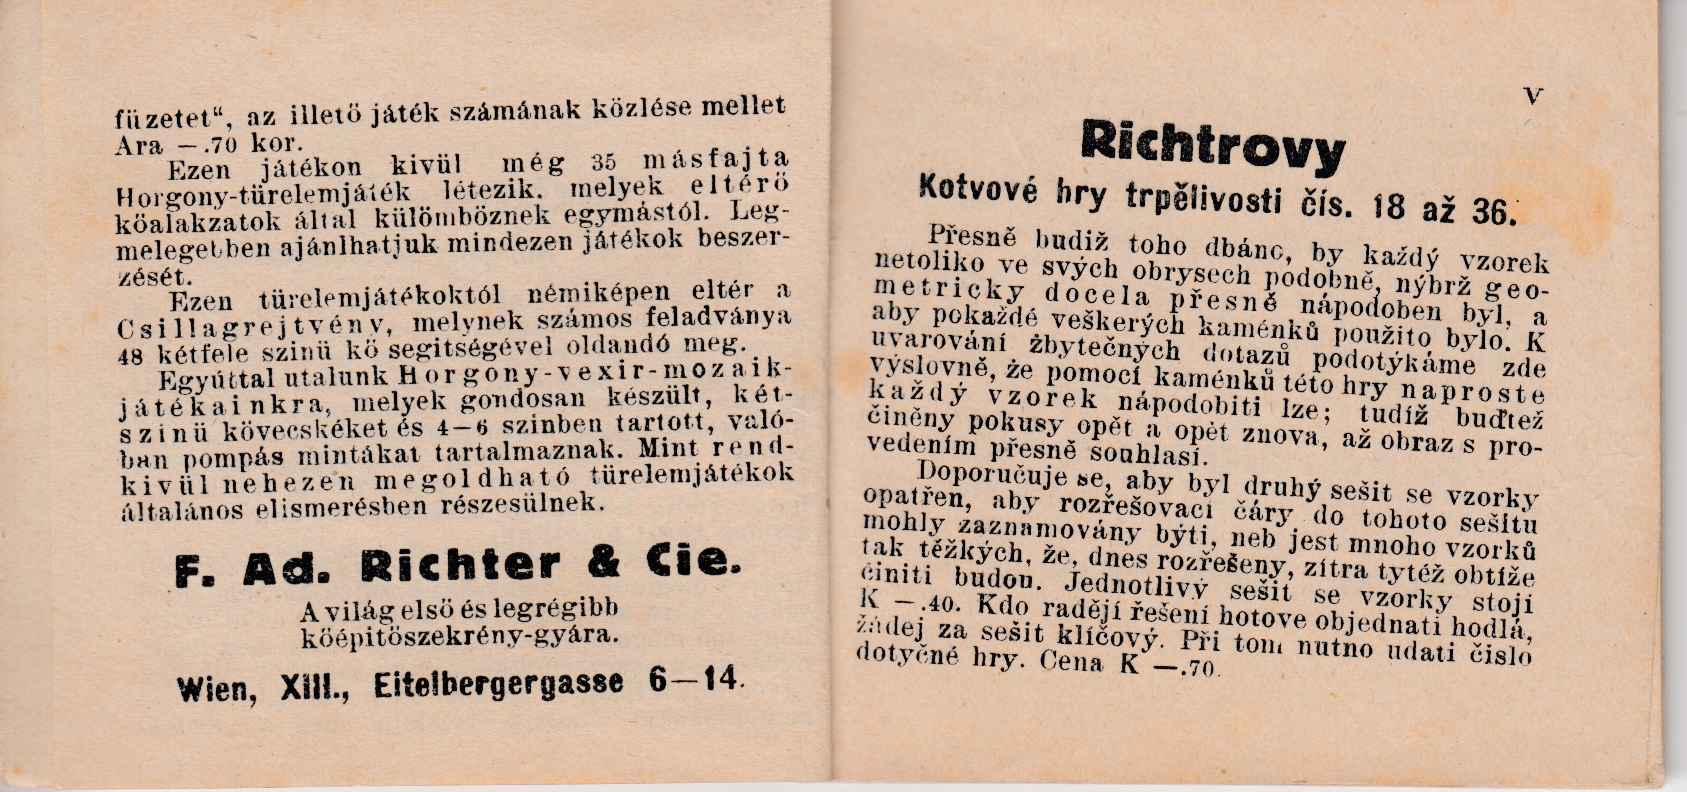 füzetet“, az illető játék számának közlése mellet
Ara —.70 kor.
Ezen játékon kivül még 35 másfajta
Horgony-türelemjáték létezik. melyek eltérő
kőalakzatok által külömböznek egymástól. Leg-
melegebben ajánlhatjuk mindezen játékok beszer-
zését.
Ezen türelemjátékoktól némiképen eltér a
Csillagrejtvény, melynek számos feladványa
48 kétfele szinü kő segitségével oldandó meg.
Egyúttal utalunk Horgony-vexir-mozaik-
játékainkra, melyek gondosan készült, két-
szinü kövecskéket és 4—6 szinben tartott, való-
ban pompás mintákat tartalmaznak. Mint rend-
kivül nehezen megoldható türelemjátékok
általános elismerésben részesülnek.
F. Ad. Richter & Cie.
A világ első és legrégibb
kőépitőszekrény-gyára.
Wien, XIII., Eitelbergergasse 6—14.
V
Richtrovy
Kotvové hry trpělivosti čís. 18 až 36.
Přesně budiž toho dbáno, by každý vzorek
netoliko ve svých obrysech podobně, nýbrž geo-
metricky docela přesně nápodoben byl, a
aby pokaždé veškerých kaménků použito bylo. K
uvarování žbytečných dotazů podotýkáme zde
výslovně, že pomocí kaménků této hry naproste
každý vzorek nápodobiti lze; tudíž buďtež
činěny pokusy opět a opět znova, až obraz s pro-
vedením přesně souhlasí.
Doporučuje se, aby byl druhý sešit se vzorky
opatřen, aby rozřešovací čáry do tohoto sešitu
mohly zaznamovány býti, neb jest mnoho vzorků
tak těžkých, že, dnes rozřešeny, zítra tytéž obtíže
činiti budou. Jednotlivý sešit se vzorky stojí
K —.40. Kdo radějí řešení hotove objednati hodlá,
žádej za sešit klíčový. Při tom nutno udati čislo
dotyčné hry. Cena K —.70.